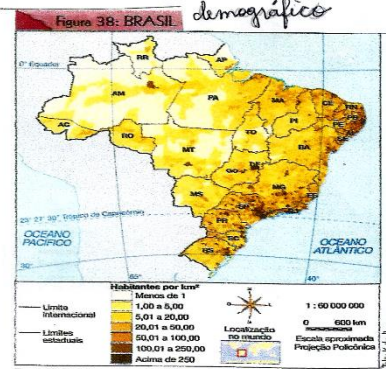 Figura 38: BRASIL demográfico
0° Equador
RR
AP
AM
PA
MA
CE
RN
PB
PE
PI
AC
RO
TO
BA
MT
DF
GO
MG
MS
ES
SP
PR
SC
RS
23° 27' 30" Trópico de Capricórnio
OCEANO
PACÍFICO
OCEANO
ATLÂNTICO
30°
65°
40°
Habitantes por km²
Menos de 1
1,00 a 5,00
5,01 a 20,00
20,01 a 50,00
50,01 a 100,00
100,01 a 250,00
Acima de 250
Limite
internacional
Limites
estaduais
Localização
no mundo
1 : 60 000 000
0 600 km
Escala aproximada
Projeção Policônica